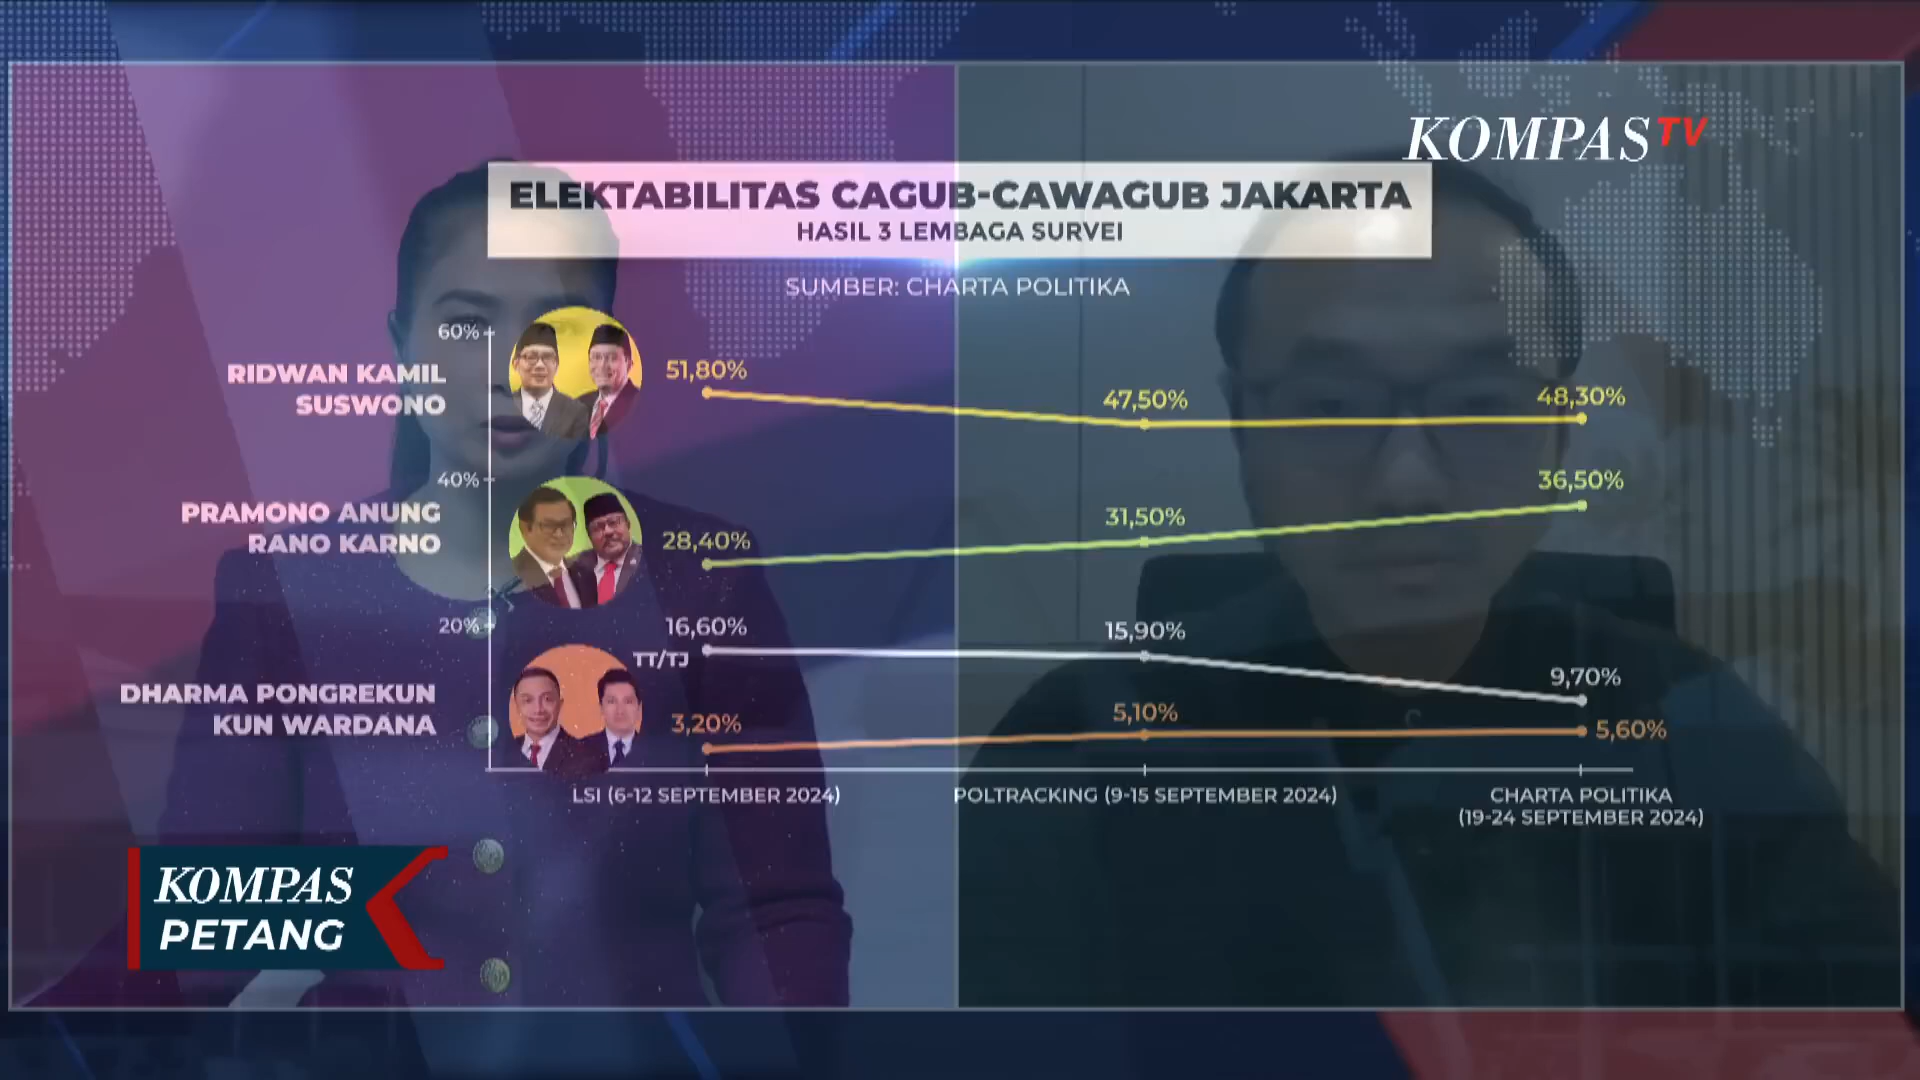 KOMPAS TV
ELEKTABILITAS CAGUB-CAWAGUB JAKARTA
HASIL 3 LEMBAGA SURVEI
SUMBER: CHARTA POLITIKA
60%
RIDWAN KAMIL
SUSWONO
51,80%
47,50%
48,30%
40%
PRAMONO ANUNG
RANO KARNO
28,40%
31,50%
36,50%
20%
16,60%
15,90%
9,70%
TT/TJ
DHARMA PONGREKUN
KUN WARDANA
3,20%
5,10%
5,60%
LSI (6-12 SEPTEMBER 2024)
POLTRACKING (9-15 SEPTEMBER 2024)
CHARTA POLITIKA
(19-24 SEPTEMBER 2024)
KOMPAS
PETANG